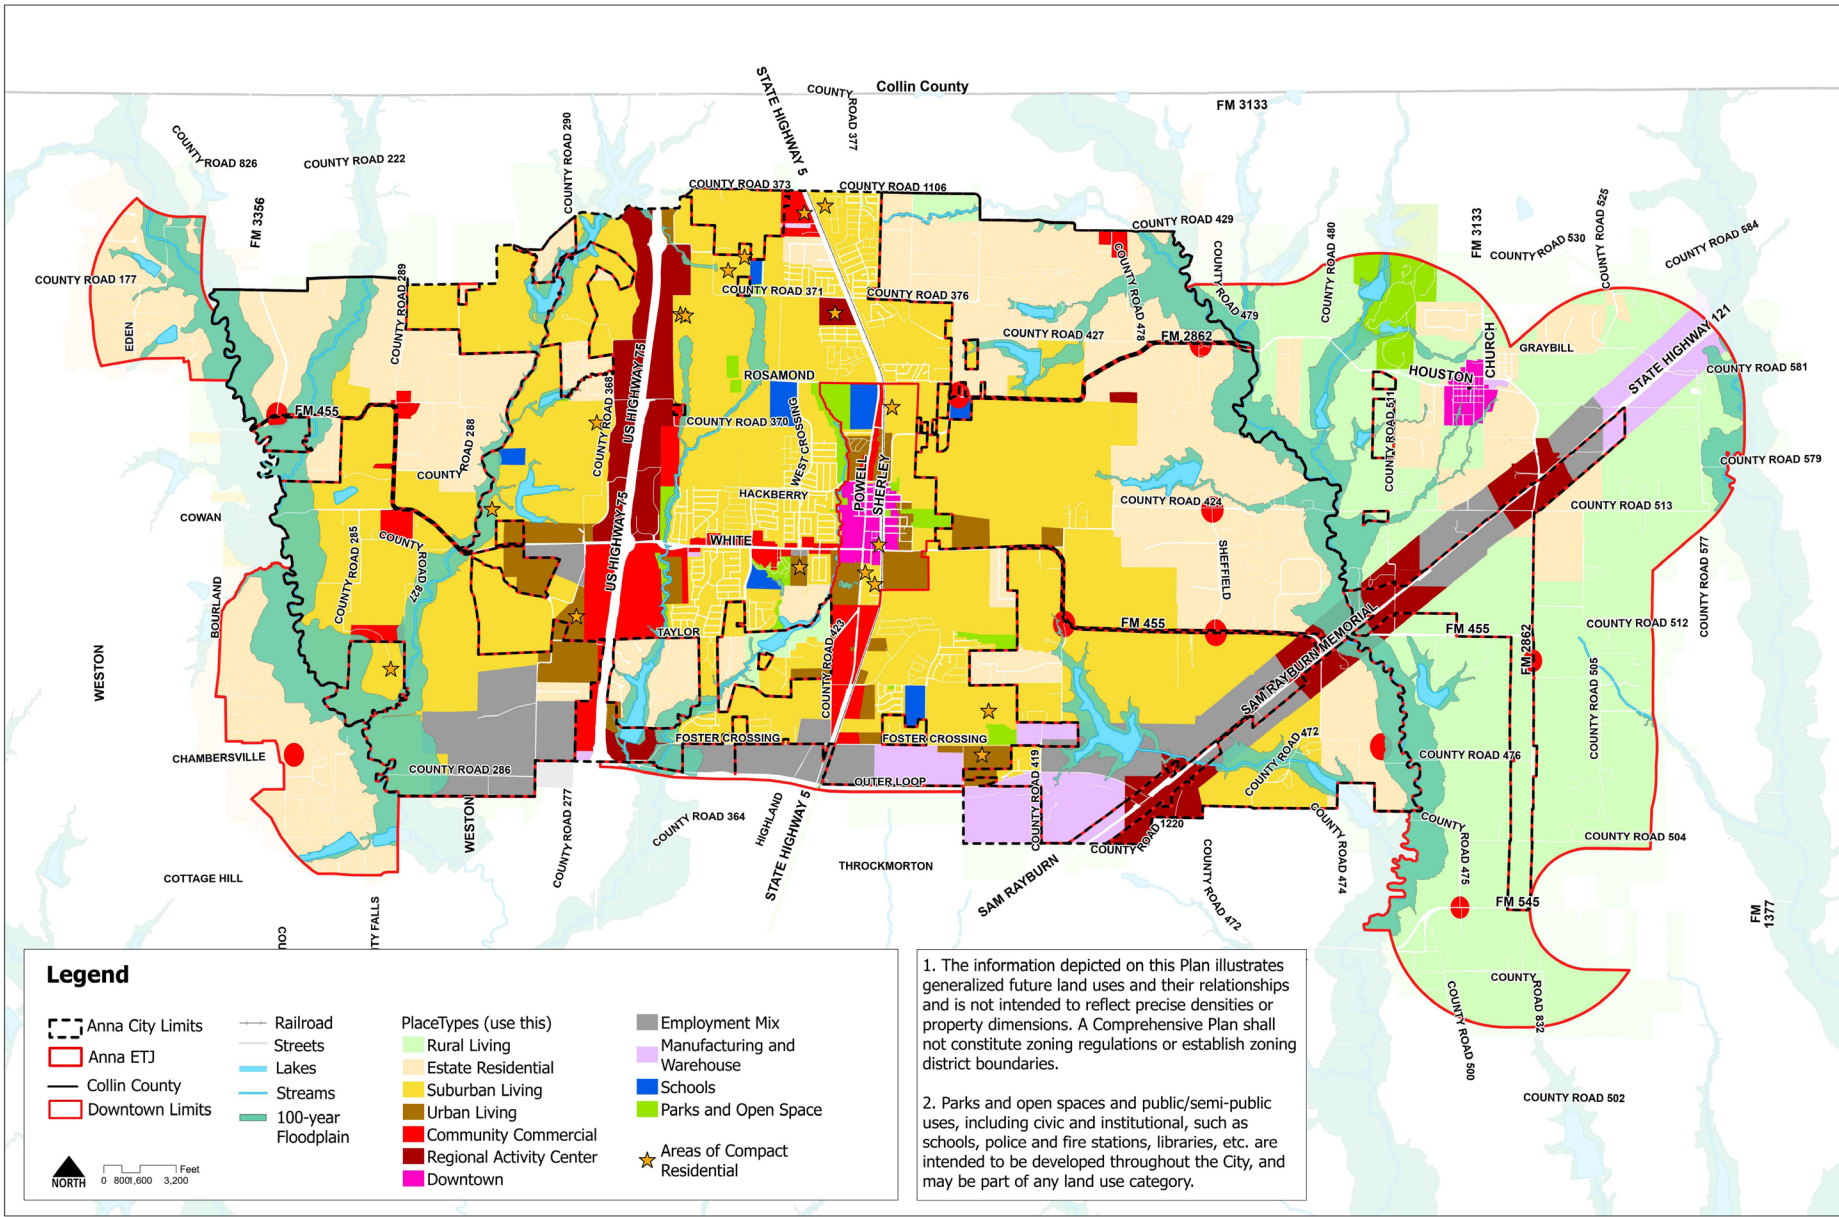 Collin County
STATE HIGHWAY 5
COUNTY ROAD 377
FM 3133
COUNTY ROAD 826
COUNTY ROAD 222
COUNTY ROAD 290
COUNTY ROAD 373
COUNTY ROAD 1106
FM 3356
COUNTY ROAD 429
COUNTY ROAD 480
FM 3133
COUNTY ROAD 530
COUNTY ROAD 525
COUNTY ROAD 584
COUNTY ROAD 177
COUNTY ROAD 289
COUNTY ROAD 371
COUNTY ROAD 376
COUNTY ROAD 478
COUNTY ROAD 479
EDEN
COUNTY ROAD 427
FM 2862
CHURCH
GRAYBILL
STATE HIGHWAY 121
COUNTY ROAD 581
ROSAMOND
HOUSTON
US HIGHWAY 75
COUNTY ROAD 368
FM 455
COUNTY ROAD 370
WEST CROSSING
COUNTY ROAD 511
COUNTY ROAD 288
POWELL
SHERLEY
COUNTY ROAD 579
HACKBERRY
COUNTY ROAD 424
COUNTY ROAD 513
COWAN
COUNTY ROAD 285
COUNTY ROAD 827
US HIGHWAY 75
WHITE
SHEFFIELD
COUNTY ROAD 577
BOURLAND
TAYLOR
COUNTY ROAD 423
FM 455
SAM RAYBURN MEMORIAL
FM 455
FM 2862
COUNTY ROAD 512
WESTON
COUNTY ROAD 505
CHAMBERSVILLE
FOSTER CROSSING
FOSTER CROSSING
COUNTY ROAD 472
COUNTY ROAD 476
COUNTY ROAD 286
OUTER LOOP
COUNTY ROAD 419
WESTON
COUNTY ROAD 277
COUNTY ROAD 364
HIGHLAND
STATE HIGHWAY 5
COUNTY ROAD 1220
COUNTY ROAD 474
COUNTY ROAD 475
COUNTY ROAD 504
THROCKMORTON
SAM RAYBURN
COUNTY ROAD 472
COTTAGE HILL
FM 545
FM 1377
COU
TY FALLS
COUNTY ROAD 832
COUNTY ROAD 500
COUNTY ROAD 502
Legend
Anna City Limits
Anna ETJ
Collin County
Downtown Limits
NORTH
0 800 1,600 3,200
Feet
Railroad
Streets
Lakes
Streams
100-year
Floodplain
PlaceTypes (use this)
Rural Living
Estate Residential
Suburban Living
Urban Living
Community Commercial
Regional Activity Center
Downtown
Employment Mix
Manufacturing and
Warehouse
Schools
Parks and Open Space
Areas of Compact
Residential
1. The information depicted on this Plan illustrates
generalized future land uses and their relationships
and is not intended to reflect precise densities or
property dimensions. A Comprehensive Plan shall
not constitute zoning regulations or establish zoning
district boundaries.
2. Parks and open spaces and public/semi-public
uses, including civic and institutional, such as
schools, police and fire stations, libraries, etc. are
intended to be developed throughout the City, and
may be part of any land use category.